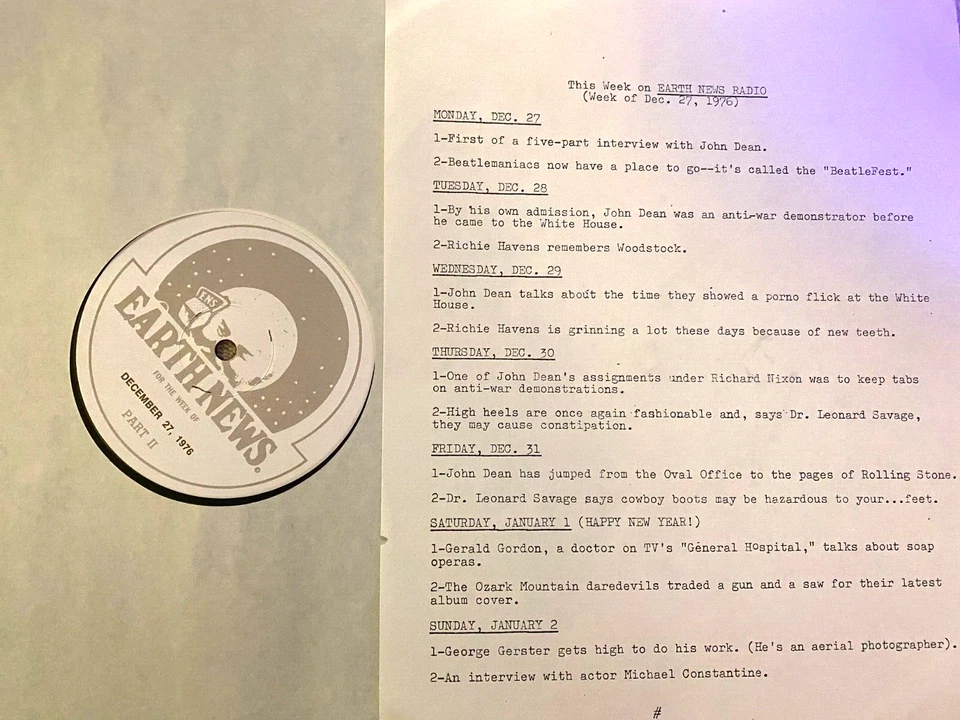 ENS
EARTH NEWS®
FOR THE WEEK OF
DECEMBER 27, 1976
PART II
This Week on EARTH NEWS RADIO
(Week of Dec. 27, 1976)
MONDAY, DEC. 27
1-First of a five-part interview with John Dean.
2-Beatlemaniacs now have a place to go--it's called the "BeatleFest."
TUESDAY, DEC. 28
1-By his own admission, John Dean was an anti-war demonstrator before
he came to the White House.
2-Richie Havens remembers Woodstock.
WEDNESDAY, DEC. 29
1-John Dean talks about the time they showed a porno flick at the White
House.
2-Richie Havens is grinning a lot these days because of new teeth.
THURSDAY, DEC. 30
1-One of John Dean's assignments under Richard Nixon was to keep tabs
on anti-war demonstrations.
2-High heels are once again fashionable and, says Dr. Leonard Savage,
they may cause constipation.
FRIDAY, DEC. 31
1-John Dean has jumped from the Oval Office to the pages of Rolling Stone.
2-Dr. Leonard Savage says cowboy boots may be hazardous to your...feet.
SATURDAY, JANUARY 1 (HAPPY NEW YEAR!)
1-Gerald Gordon, a doctor on TV's "General Hospital," talks about soap
operas.
2-The Ozark Mountain daredevils traded a gun and a saw for their latest
album cover.
SUNDAY, JANUARY 2
1-George Gerster gets high to do his work. (He's an aerial photographer).
2-An interview with actor Michael Constantine.
#